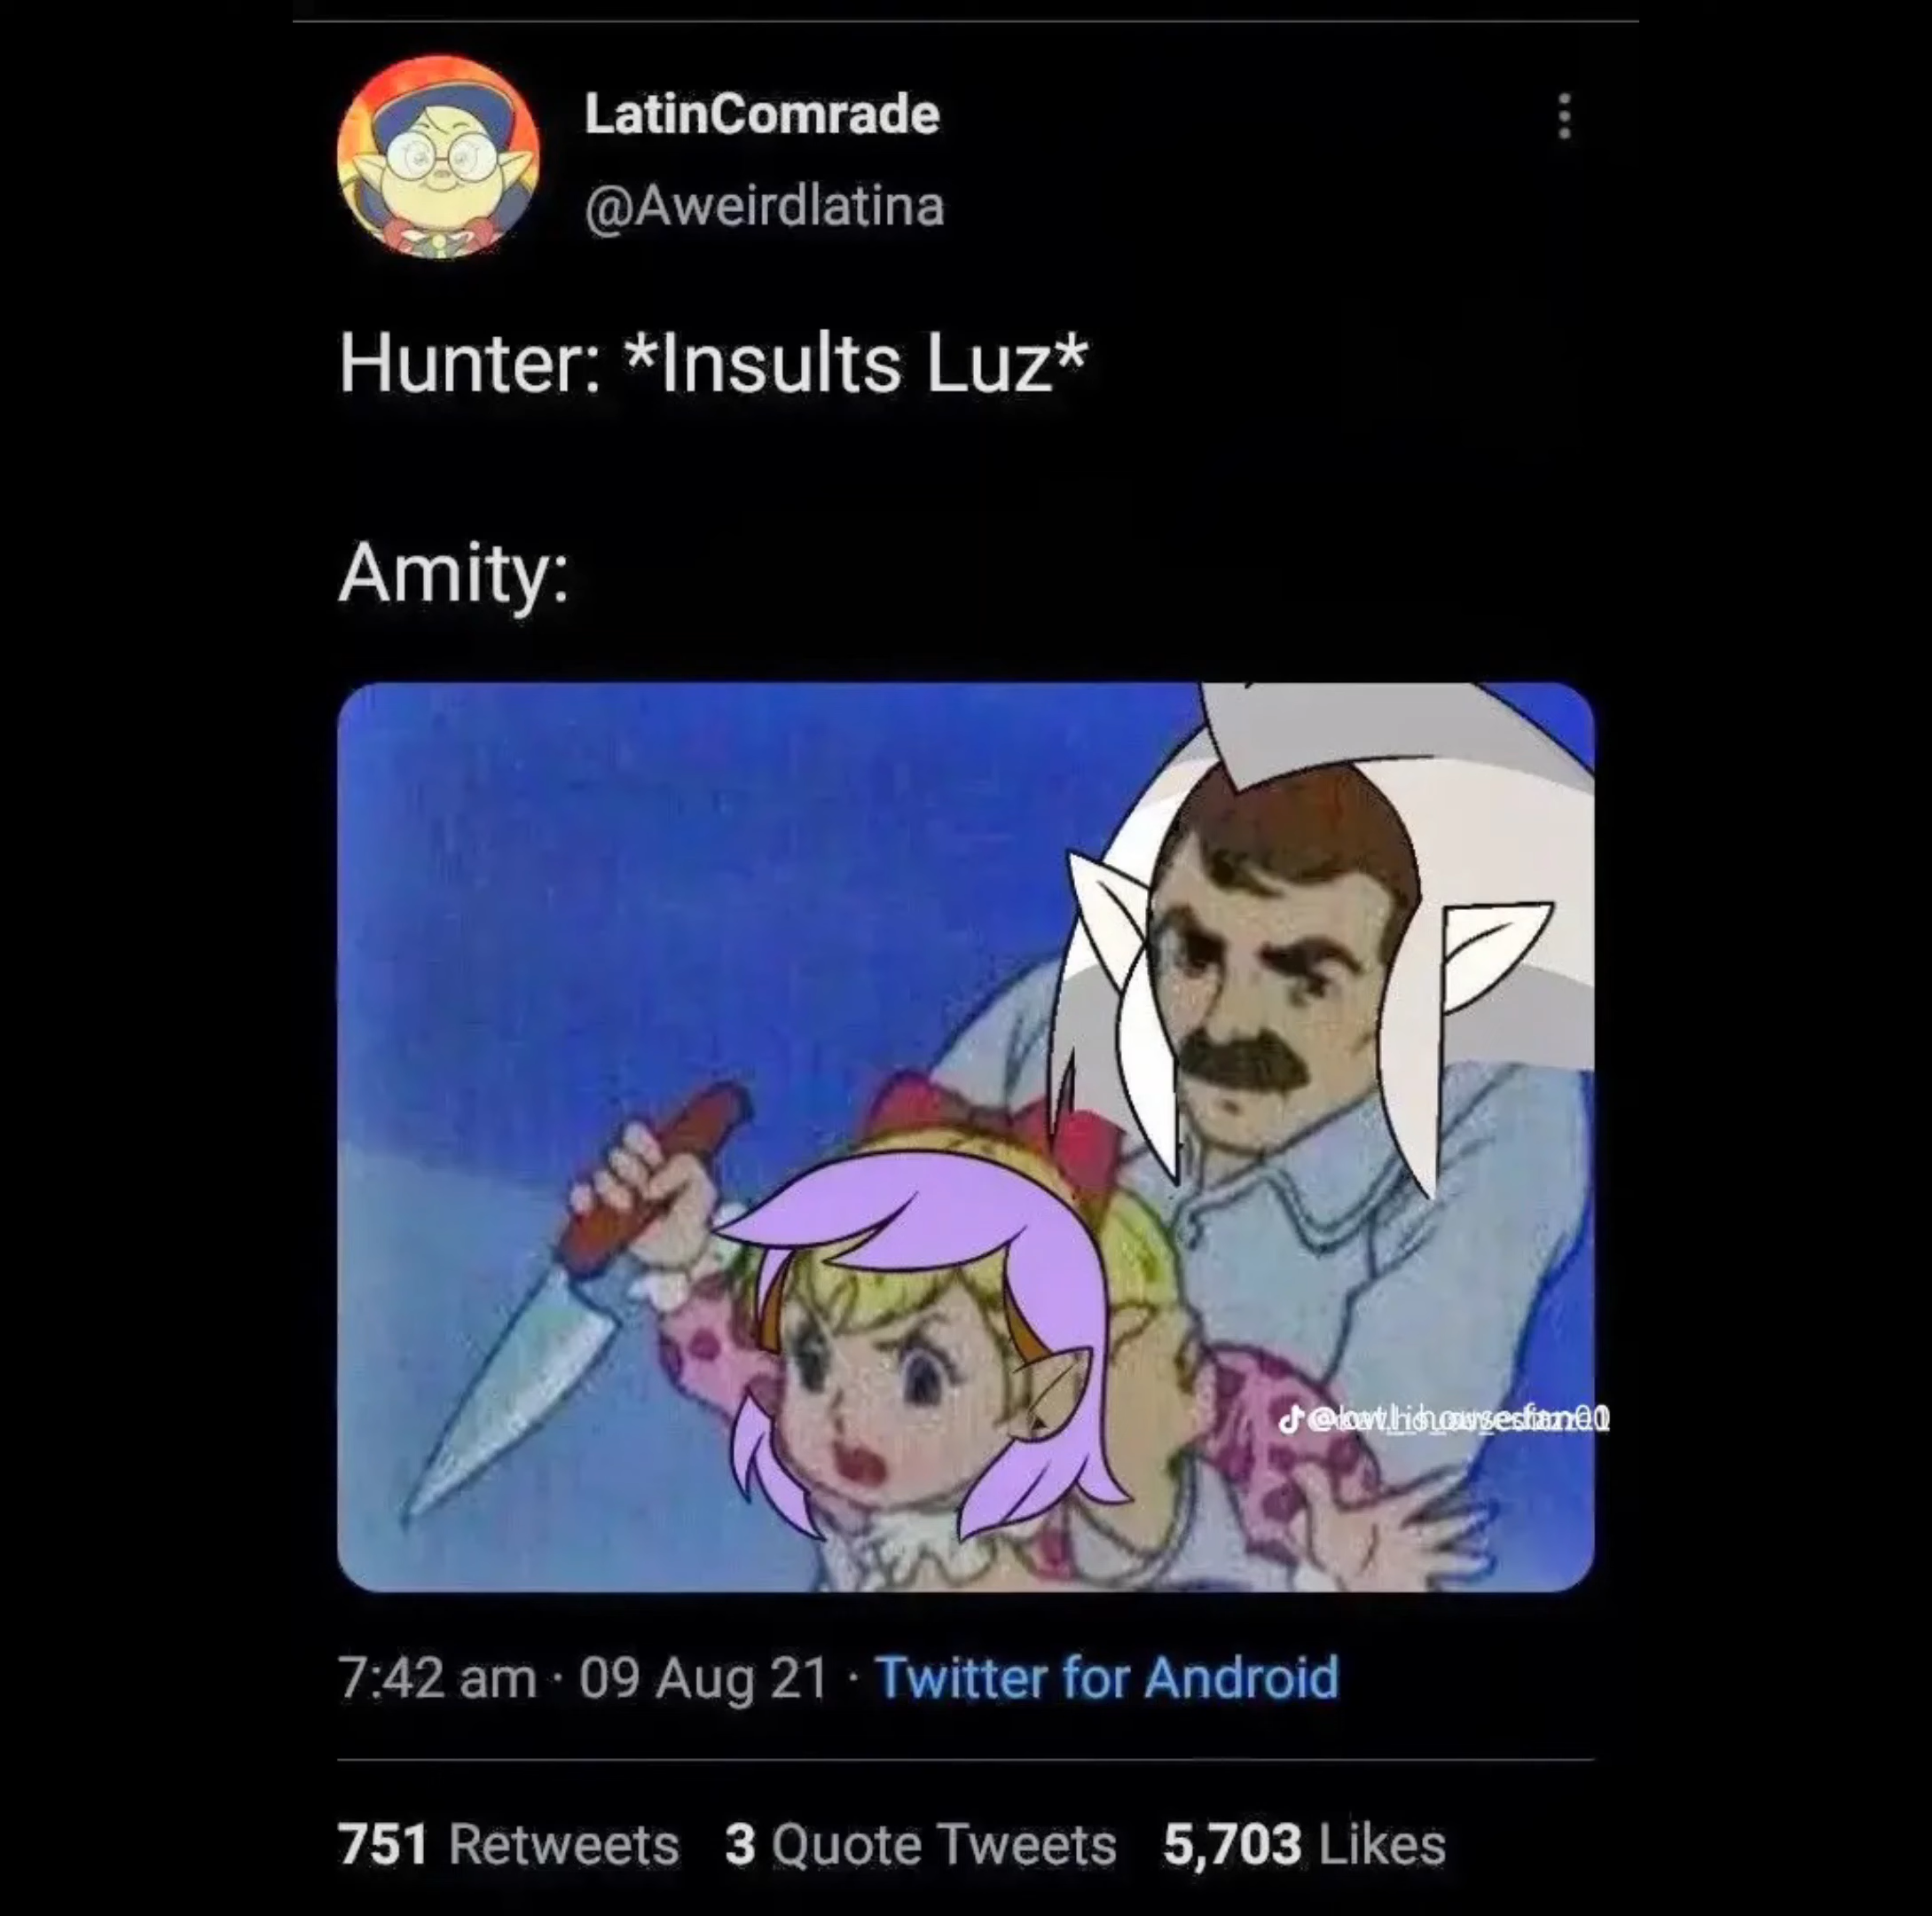 LatinComrade
@Aweirdlatina
Hunter: *Insults Luz*
Amity:
7:42 am · 09 Aug 21 · Twitter for Android
751 Retweets 3 Quote Tweets 5,703 Likes